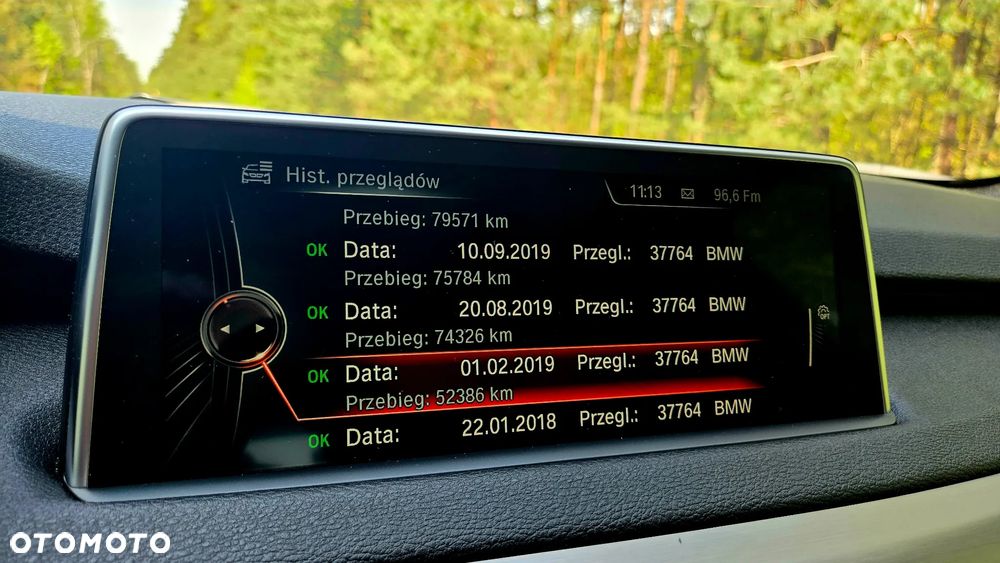 Hist. przeglądów
11:13 96,6 Fm
Przebieg: 79571 km
OK Data: 10.09.2019 Przegl.: 37764 BMW
Przebieg: 75784 km
OK Data: 20.08.2019 Przegl.: 37764 BMW
Przebieg: 74326 km
OK Data: 01.02.2019 Przegl.: 37764 BMW
Przebieg: 52386 km
OK Data: 22.01.2018 Przegl.: 37764 BMW
OPT
OTOMOTO